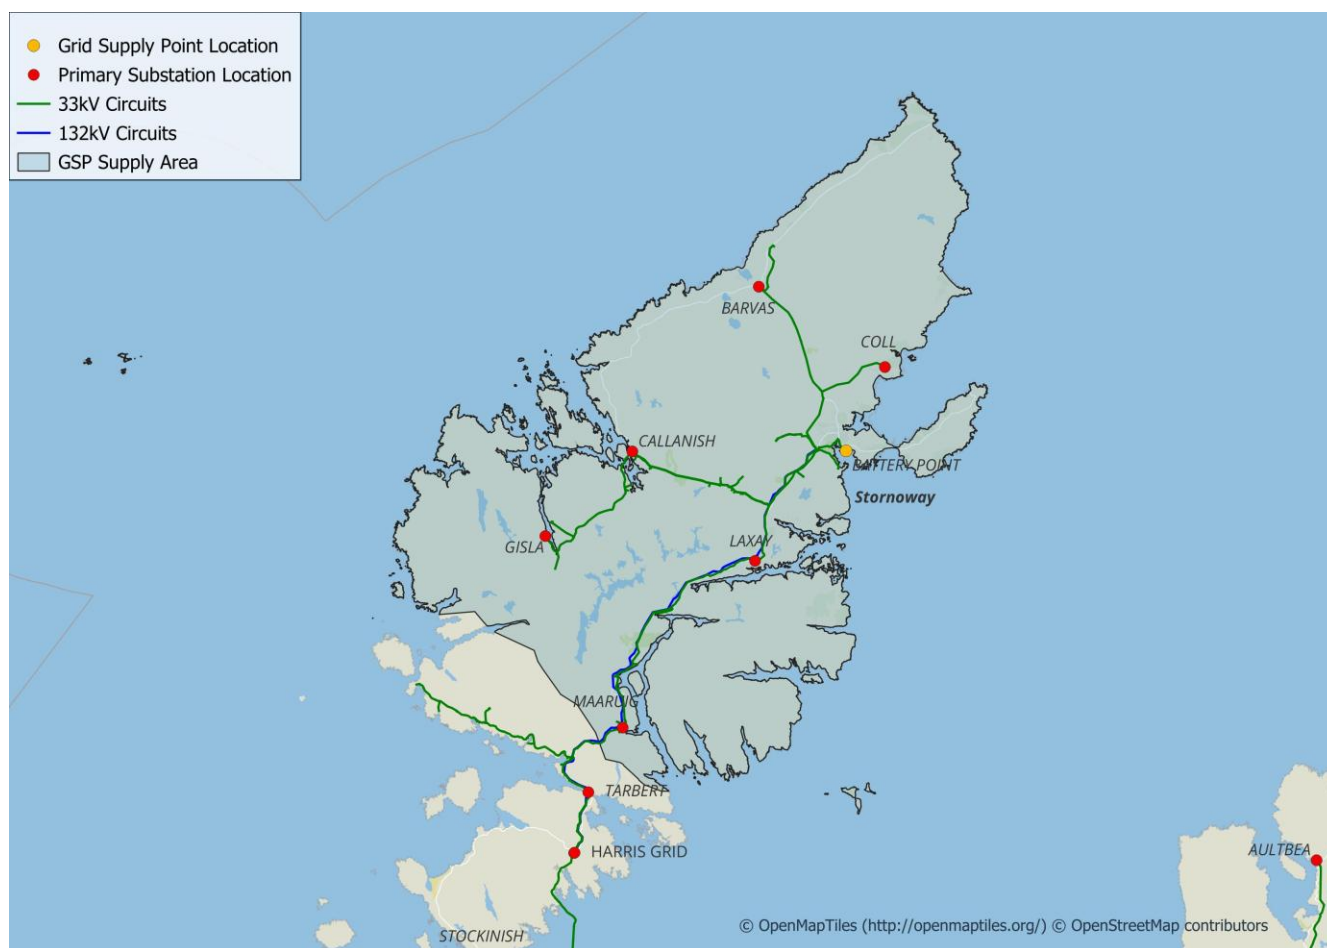 Grid Supply Point Location
Primary Substation Location
33kV Circuits
132kV Circuits
GSP Supply Area
BARVAS
COLL
CALLANISH
BATTERY POINT
Stornoway
GISLA
LAXAY
MAARUIG
TARBERT
HARRIS GRID
AULTBEA
STOCKINISH
© OpenMapTiles (http://openmaptiles.org/) © OpenStreetMap contributors